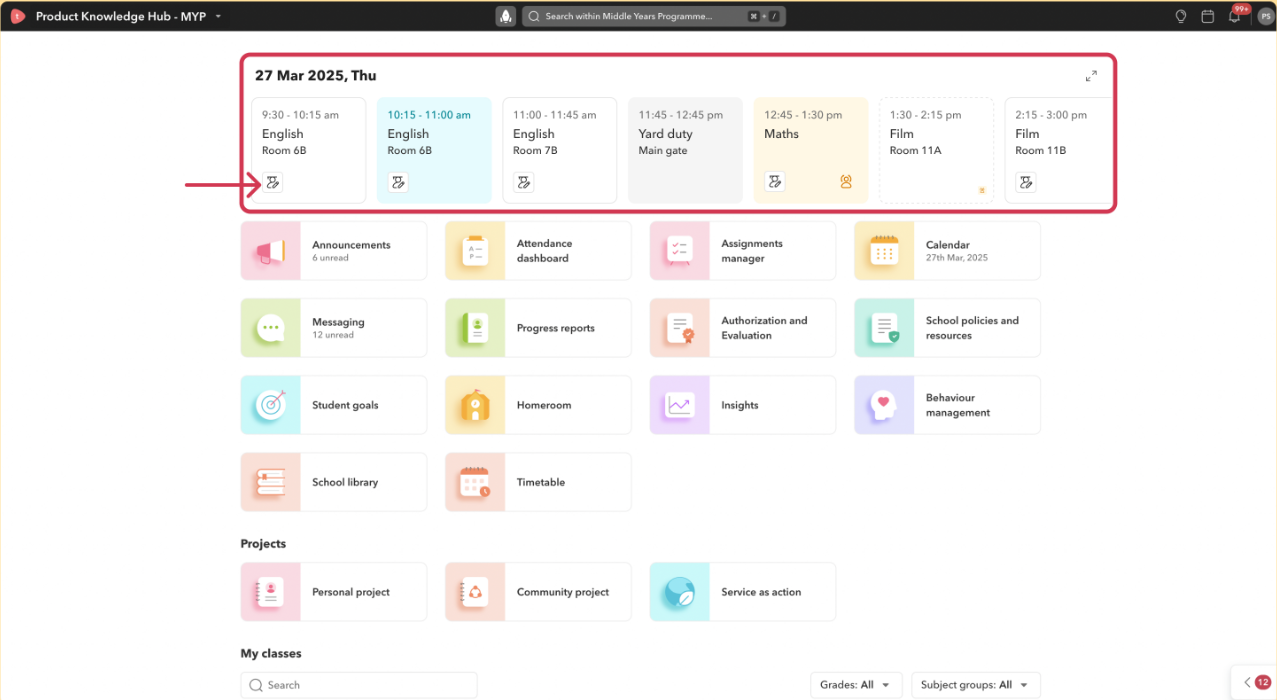 Product Knowledge Hub - MYP
Search within Middle Years Programme...
⌘ + /
99+
PS
27 Mar 2025, Thu
9:30 - 10:15 am
English
Room 6B
10:15 - 11:00 am
English
Room 6B
11:00 - 11:45 am
English
Room 7B
11:45 - 12:45 pm
Yard duty
Main gate
12:45 - 1:30 pm
Maths
1:30 - 2:15 pm
Film
Room 11A
2:15 - 3:00 pm
Film
Room 11B
Announcements
6 unread
Attendance
dashboard
Assignments
manager
Calendar
27th Mar, 2025
Messaging
12 unread
Progress reports
Authorization and
Evaluation
School policies and
resources
Student goals
Homeroom
Insights
Behaviour
management
School library
Timetable
Projects
Personal project
Community project
Service as action
My classes
Search
Grades: All
Subject groups: All
12